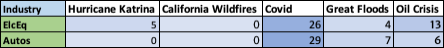 Industry Hurricane Katrina California Wildfires Covid Great Floods Oil Crisis
ElcEq 5 0 26 4 13
Autos 0 0 29 7 6